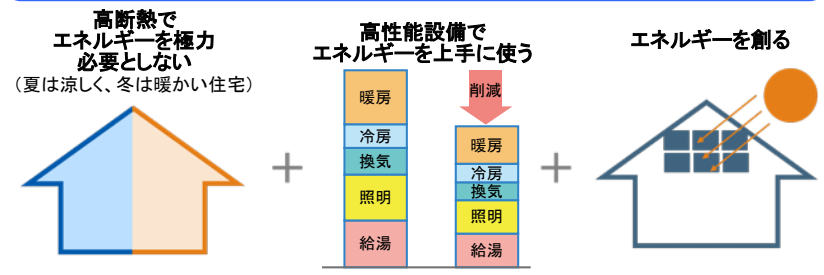 高断熱で
エネルギーを極力
必要としない
（夏は涼しく、冬は暖かい住宅）
高性能設備で
エネルギーを上手に使う
暖房
冷房
換気
照明
給湯
削減
暖房
冷房
換気
照明
給湯
エネルギーを創る